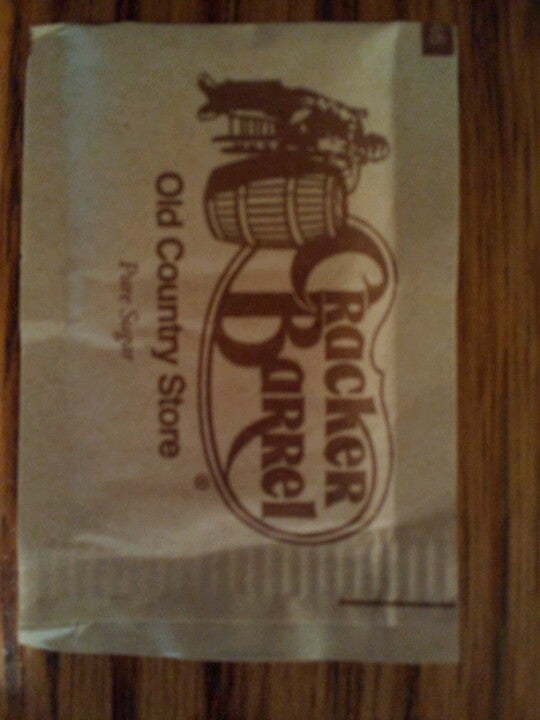 CRacker
BaRRel
®
Old Country Store
Pure Sugar